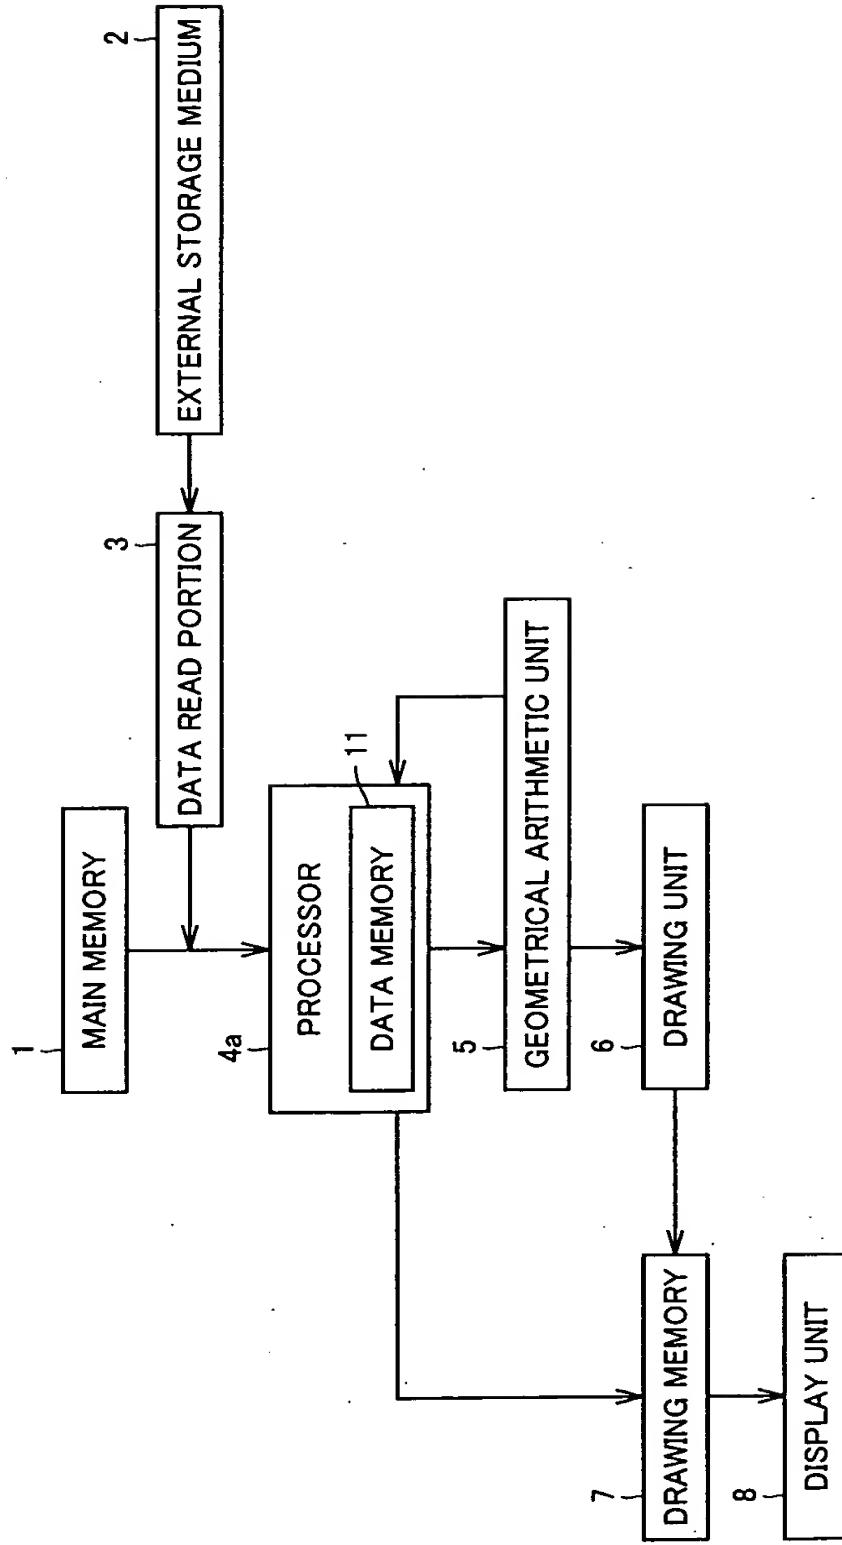 1
MAIN MEMORY
2
EXTERNAL STORAGE MEDIUM
3
DATA READ PORTION
4a
PROCESSOR
11
DATA MEMORY
5
GEOMETRICAL ARITHMETIC UNIT
6
DRAWING UNIT
7
DRAWING MEMORY
8
DISPLAY UNIT